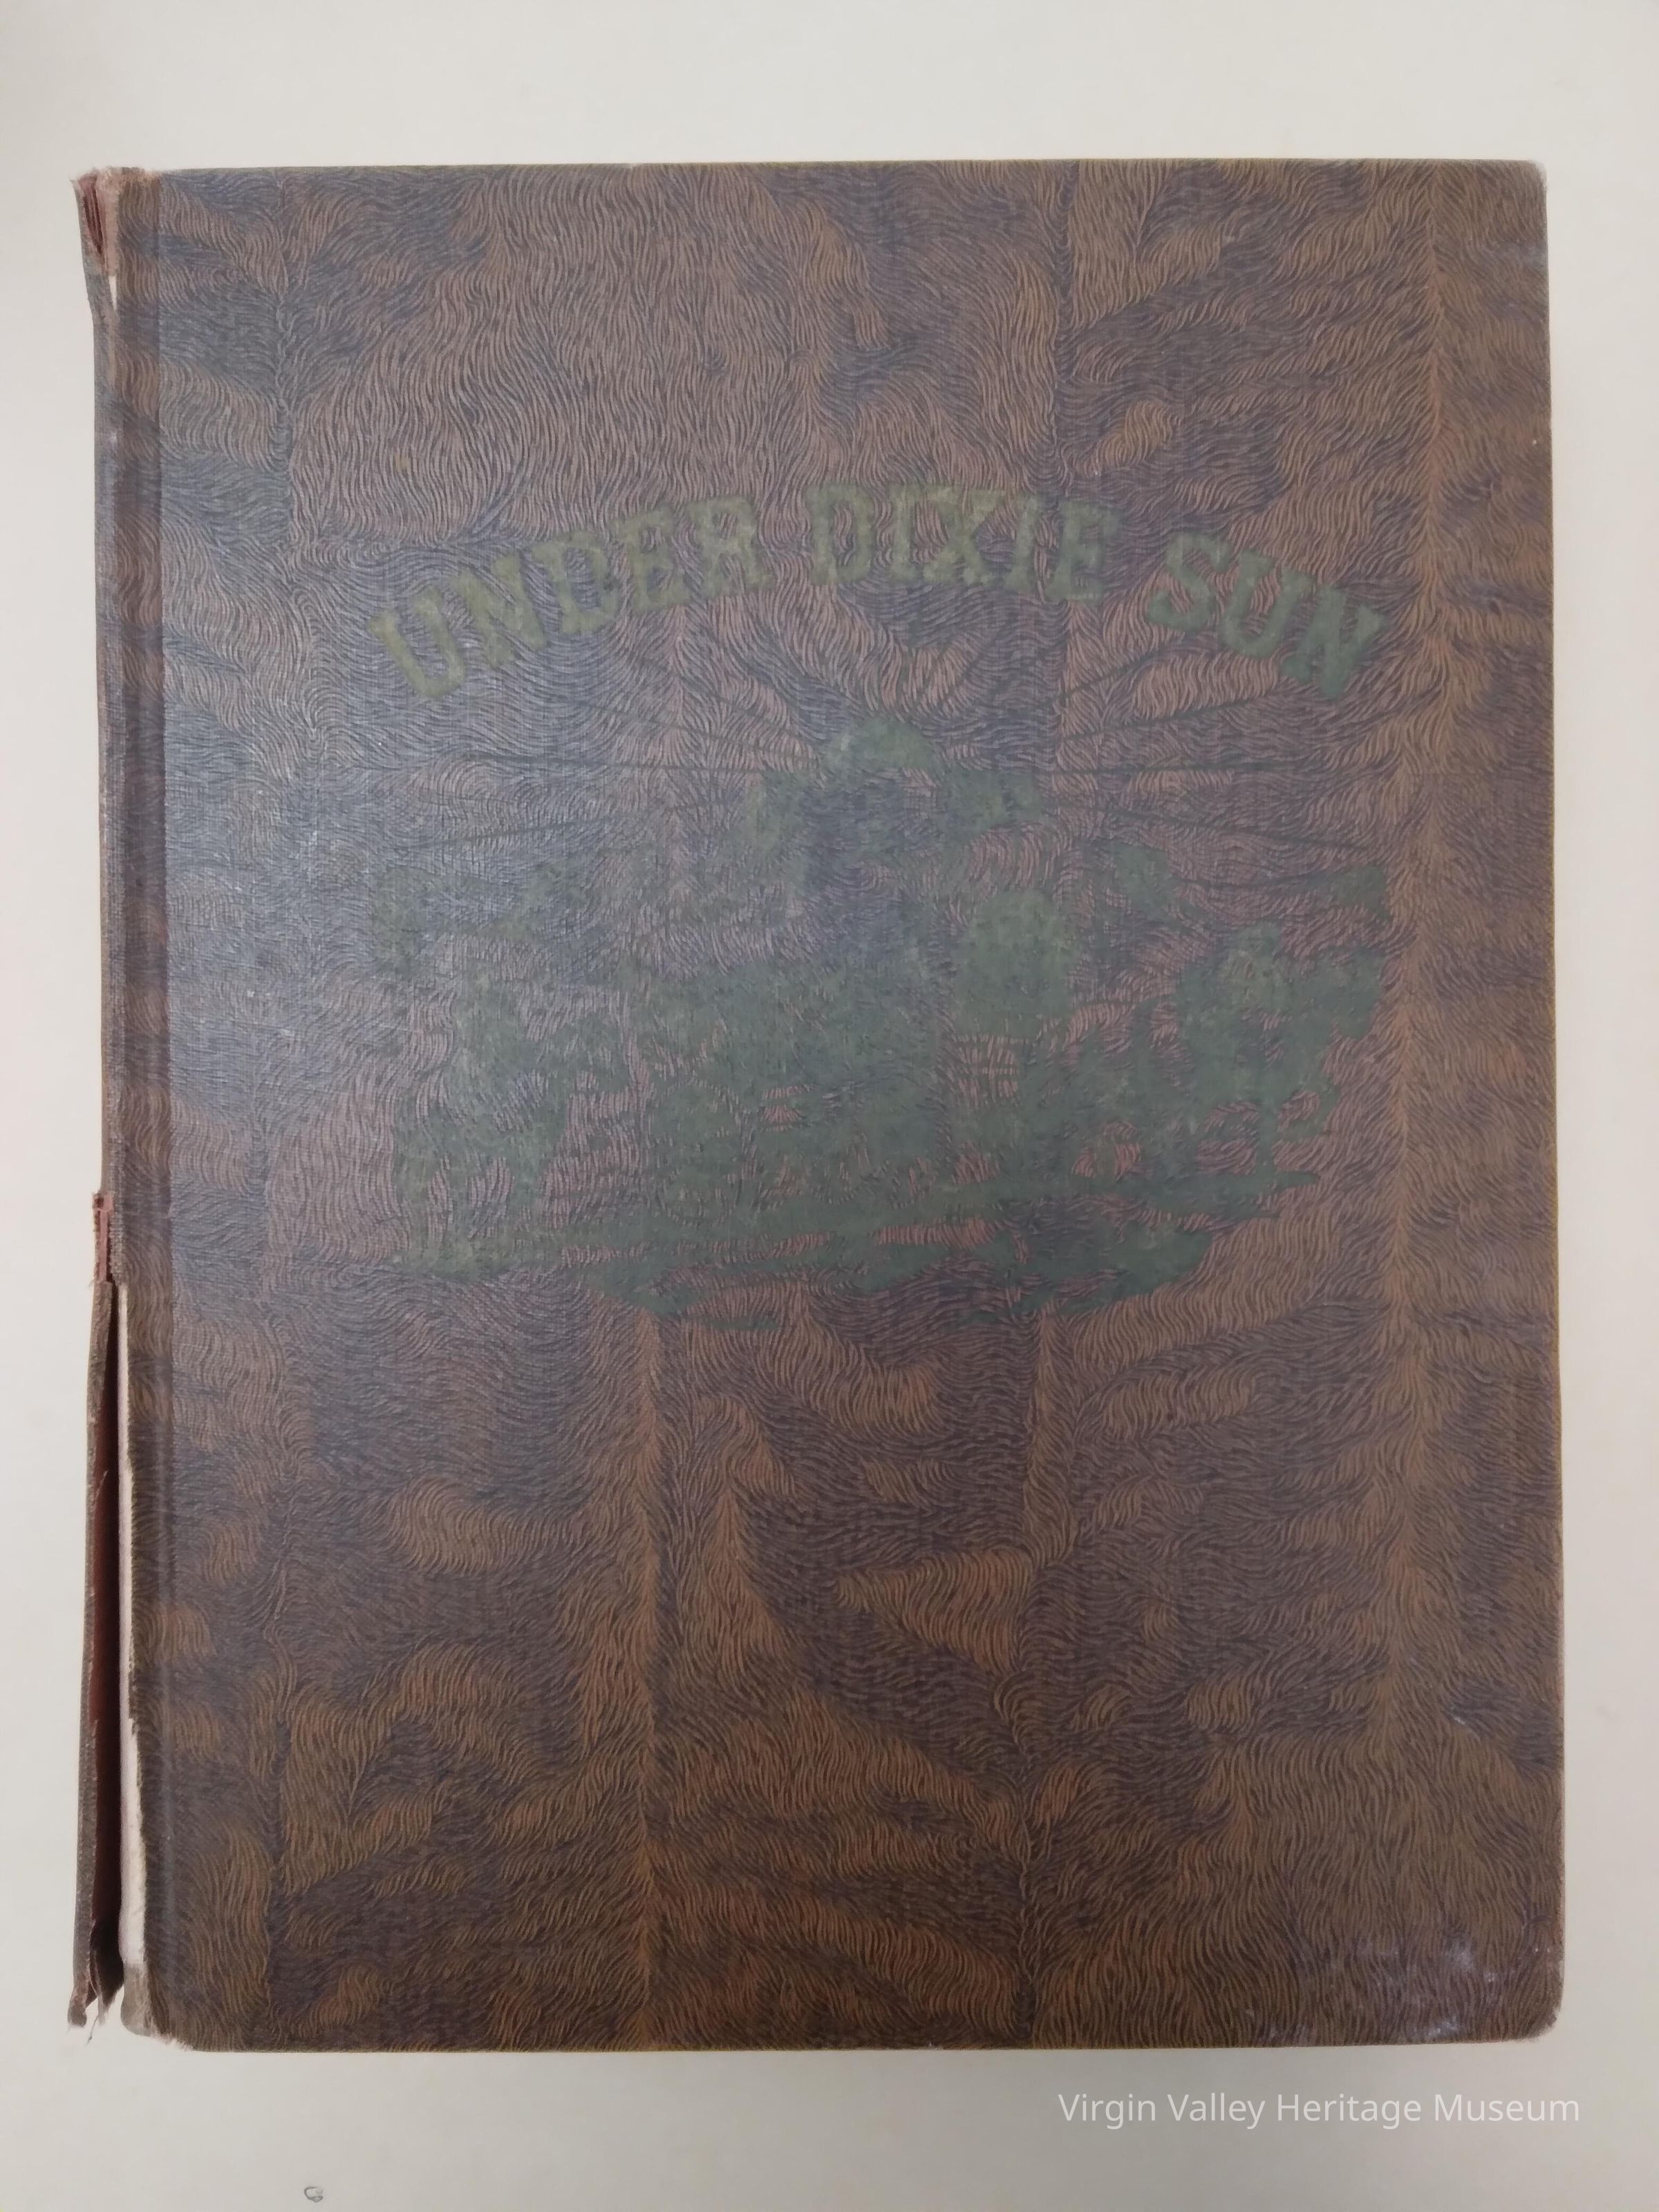 UNDER DIXIE SUN
Virgin Valley Heritage Museum